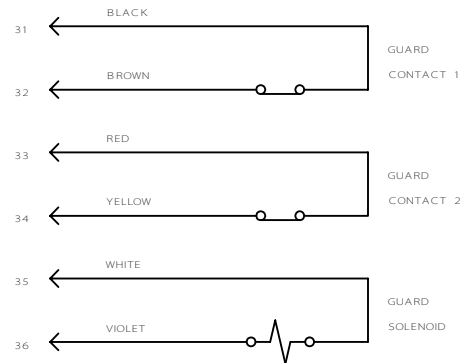 BLACK
31
GUARD
CONTACT 1
BROWN
32
RED
33
GUARD
CONTACT 2
YELLOW
34
WHITE
35
GUARD
SOLENOID
VIOLET
36